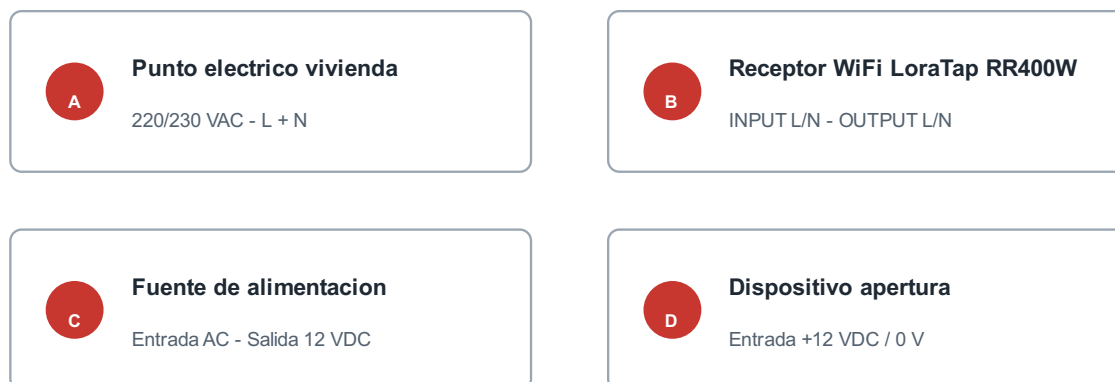 A
Punto electrico vivienda
220/230 VAC - L + N
B
Receptor WiFi LoraTap RR400W
INPUT L/N - OUTPUT L/N
C
Fuente de alimentacion
Entrada AC - Salida 12 VDC
D
Dispositivo apertura
Entrada +12 VDC / 0 V